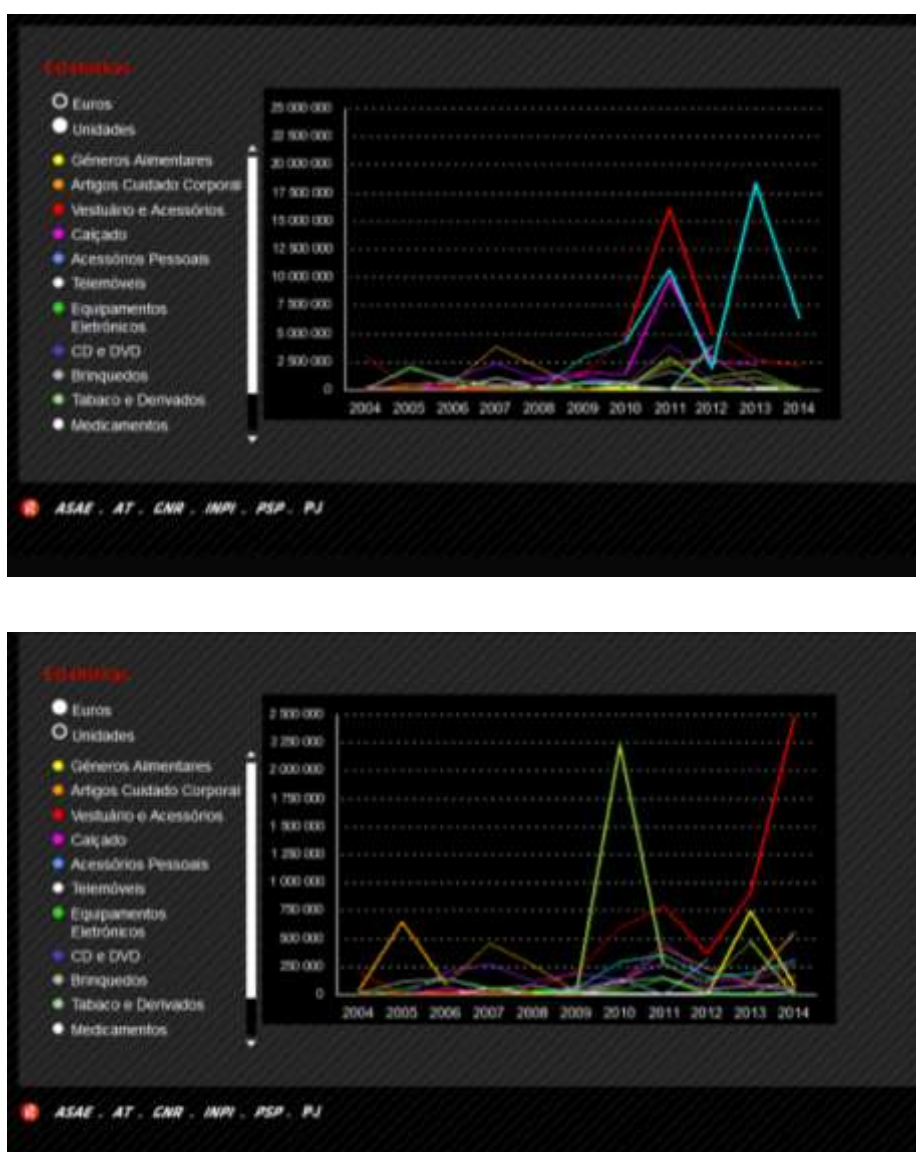 Estatísticas
Euros
Unidades
Géneros Alimentares
Artigos Cuidado Corporal
Vestuário e Acessórios
Calçado
Acessórios Pessoais
Telemóveis
Equipamentos
Eletrónicos
CD e DVD
Brinquedos
Tabaco e Derivados
Medicamentos
25 000 000
22 500 000
20 000 000
17 500 000
15 000 000
12 500 000
10 000 000
7 500 000
5 000 000
2 500 000
0
2004 2005 2006 2007 2008 2009 2010 2011 2012 2013 2014
ASAE . AT . GNR . INPI . PSP . PJ
Estatísticas
Euros
Unidades
Géneros Alimentares
Artigos Cuidado Corporal
Vestuário e Acessórios
Calçado
Acessórios Pessoais
Telemóveis
Equipamentos
Eletrónicos
CD e DVD
Brinquedos
Tabaco e Derivados
Medicamentos
2 500 000
2 250 000
2 000 000
1 750 000
1 500 000
1 250 000
1 000 000
750 000
500 000
250 000
0
2004 2005 2006 2007 2008 2009 2010 2011 2012 2013 2014
ASAE . AT . GNR . INPI . PSP . PJ